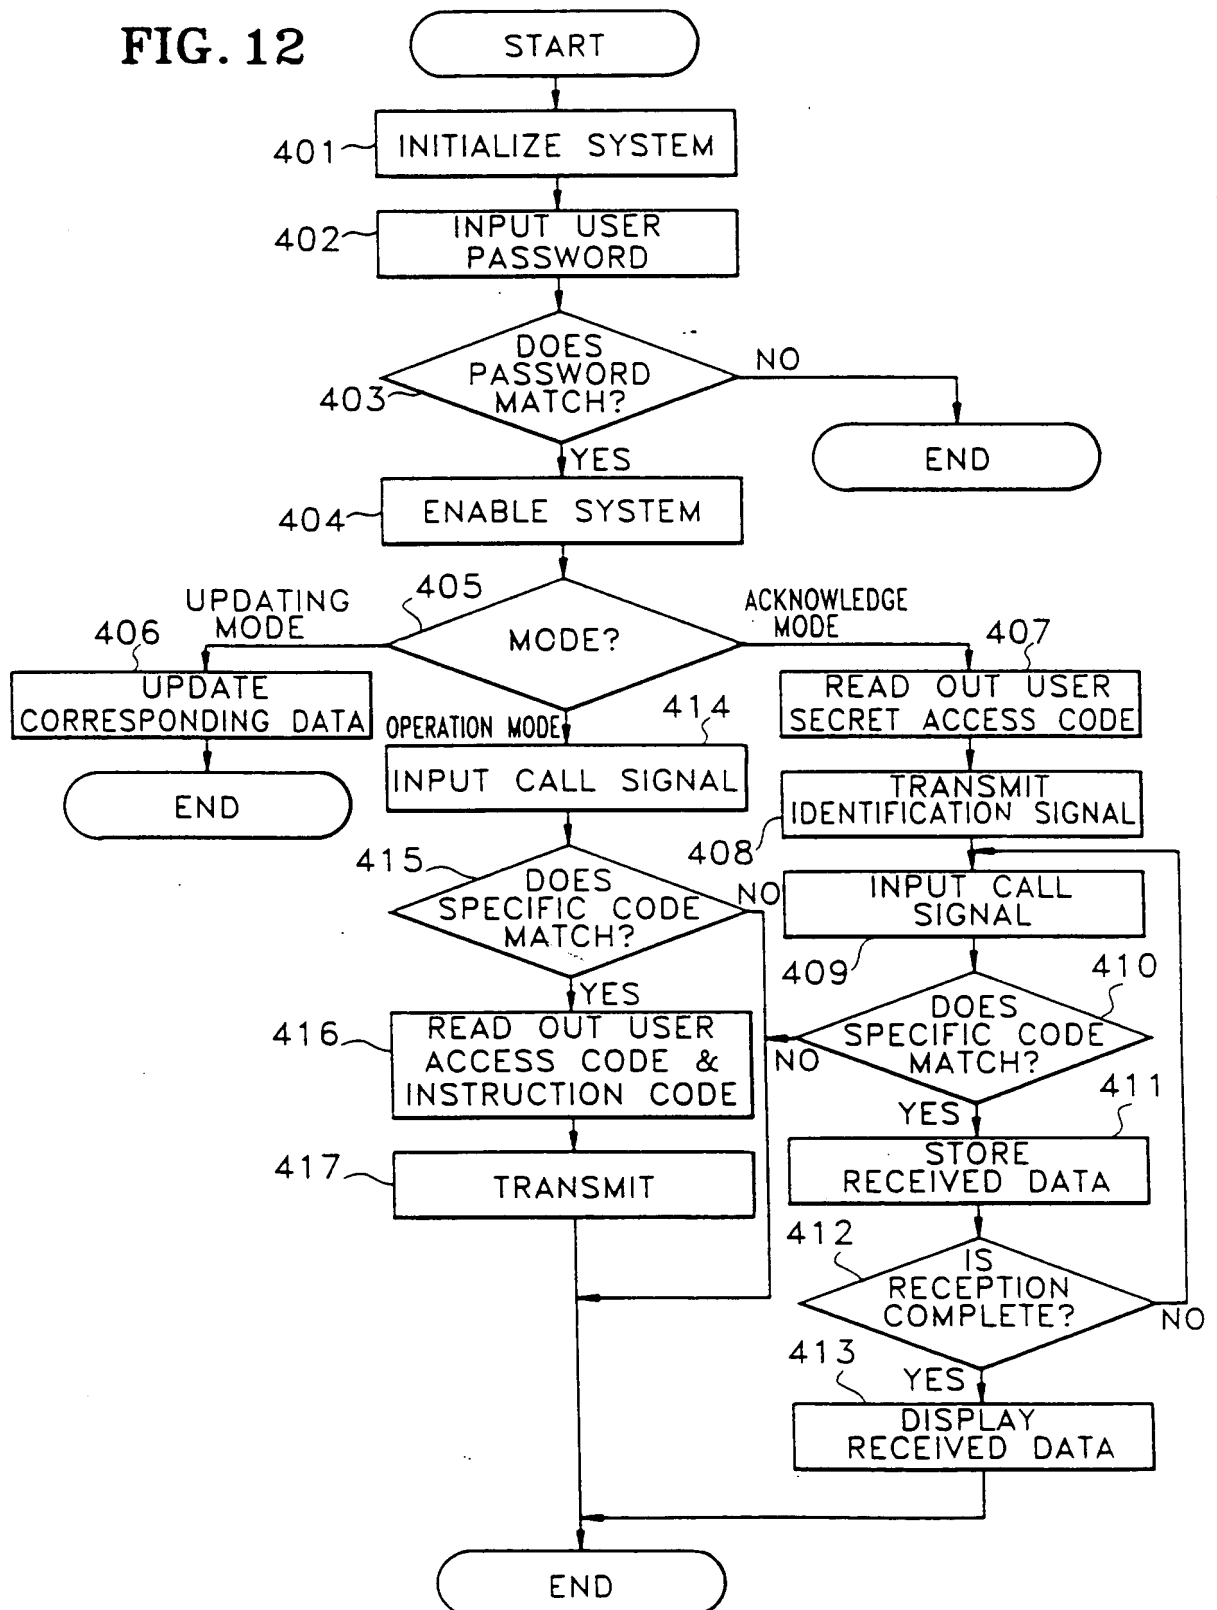 FIG. 12
START
401
INITIALIZE SYSTEM
402
INPUT USER
PASSWORD
403
DOES
PASSWORD
MATCH?
NO
END
YES
404
ENABLE SYSTEM
405
MODE?
UPDATING
MODE
ACKNOWLEDGE
MODE
406
UPDATE
CORRESPONDING DATA
END
OPERATION MODE
414
INPUT CALL SIGNAL
415
DOES
SPECIFIC CODE
MATCH?
NO
YES
416
READ OUT USER
ACCESS CODE &
INSTRUCTION CODE
417
TRANSMIT
407
READ OUT USER
SECRET ACCESS CODE
408
TRANSMIT
IDENTIFICATION SIGNAL
INPUT CALL
SIGNAL
409
410
DOES
SPECIFIC CODE
MATCH?
NO
YES
411
STORE
RECEIVED DATA
412
IS
RECEPTION
COMPLETE?
NO
413
YES
DISPLAY
RECEIVED DATA
END